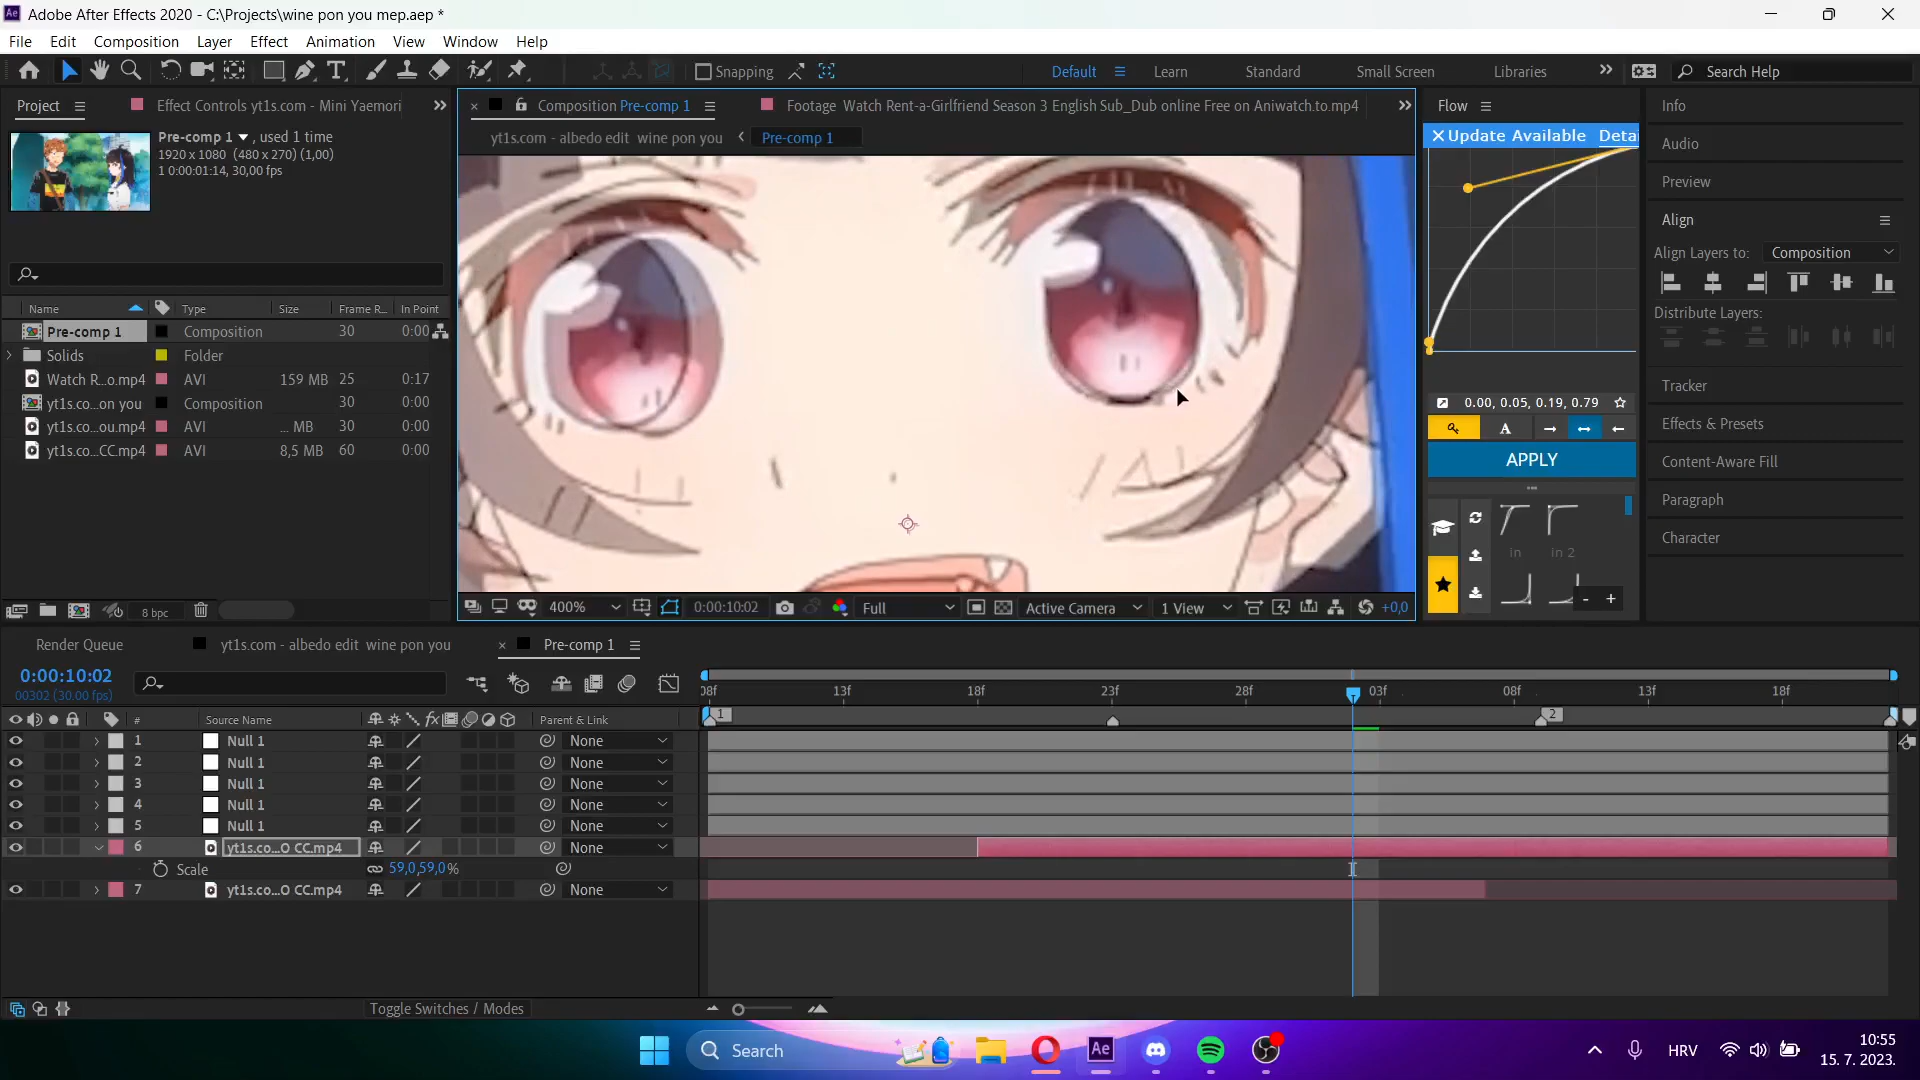 Adobe After Effects 2020 - C:\Projects\wine pon you mep.aep *
File Edit Composition Layer Effect Animation View Window Help
Snapping
Default Learn Standard Small Screen Libraries Search Help
Project Effect Controls yt1s.com - Mini Yaemori
Composition Pre-comp 1 Footage Watch Rent-a-Girlfriend Season 3 English Sub_Dub online Free on Aniwatch.to.mp4
Flow
Info
Pre-comp 1 , used 1 time
1920 x 1080 (480 x 270) (1,00)
1 0:00:01:14, 30,00 fps
yt1s.com - albedo edit wine pon you Pre-comp 1
Update Available Detai
Audio
Preview
Align
Align Layers to: Composition
Distribute Layers:
Tracker
Effects & Presets
Content-Aware Fill
Paragraph
Character
Name Type Size Frame R... In Point
Pre-comp 1 Composition 30 0:00
Solids Folder
Watch R...o.mp4 AVI 159 MB 25 0:17
yt1s.co...on you Composition 30 0:00
yt1s.co...ou.mp4 AVI ... MB 30 0:00
yt1s.co...CC.mp4 AVI 8,5 MB 60 0:00
0.00, 0.05, 0.19, 0.79
A
APPLY
in in 2
- +
8 bpc
400% 0:00:10:02 Full Active Camera 1 View +0,0
Render Queue yt1s.com - albedo edit wine pon you Pre-comp 1
0:00:10:02
00302 (30.00 fps)
08f 13f 18f 23f 28f 03f 08f 13f 18f
# Source Name fx Parent & Link
1 2
1 Null 1 None
2 Null 1 None
3 Null 1 None
4 Null 1 None
5 Null 1 None
6 yt1s.co...O CC.mp4 None
Scale 59,0,59,0%
7 yt1s.co...O CC.mp4 None
Toggle Switches / Modes
Search
Ae
HRV
10:55
15. 7. 2023.